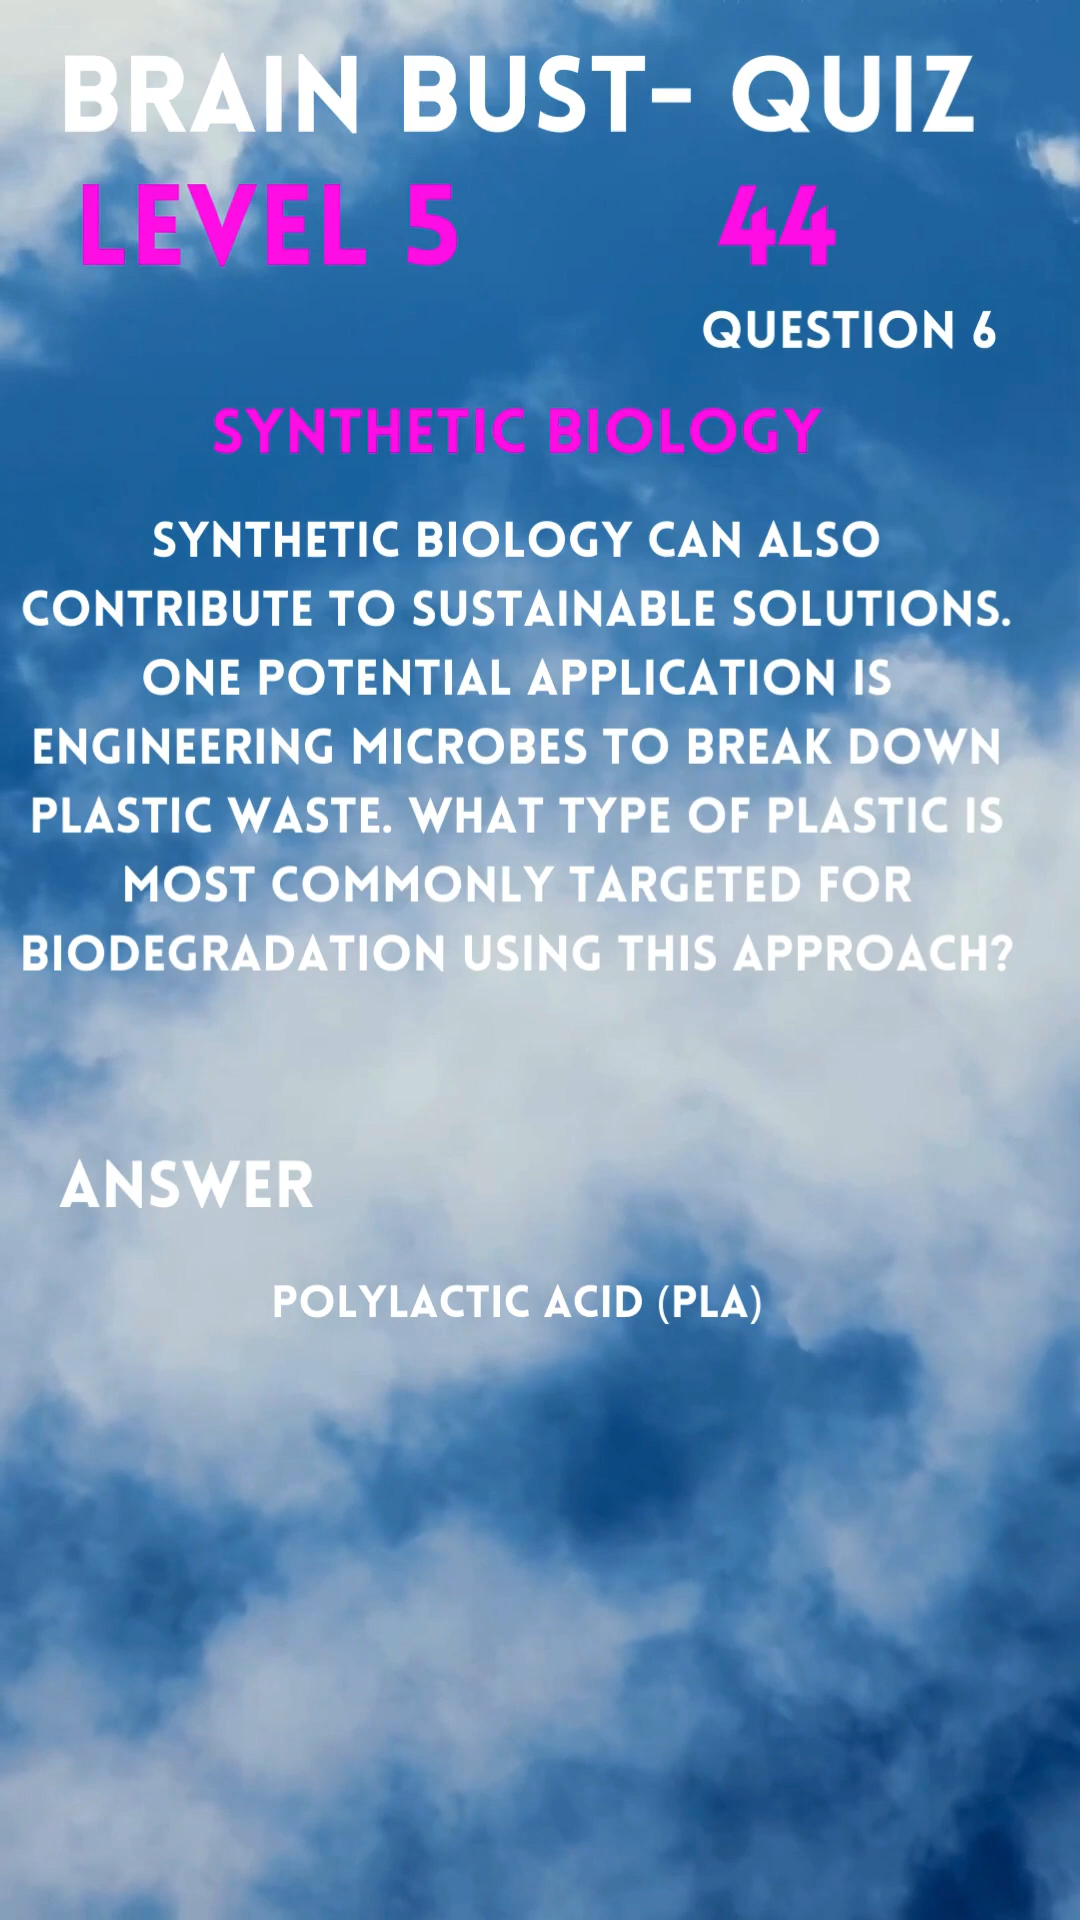 BRAIN BUST- QUIZ
LEVEL 5 44
QUESTION 6
SYNTHETIC BIOLOGY
SYNTHETIC BIOLOGY CAN ALSO
CONTRIBUTE TO SUSTAINABLE SOLUTIONS.
ONE POTENTIAL APPLICATION IS
ENGINEERING MICROBES TO BREAK DOWN
PLASTIC WASTE. WHAT TYPE OF PLASTIC IS
MOST COMMONLY TARGETED FOR
BIODEGRADATION USING THIS APPROACH?
ANSWER
POLYLACTIC ACID (PLA)